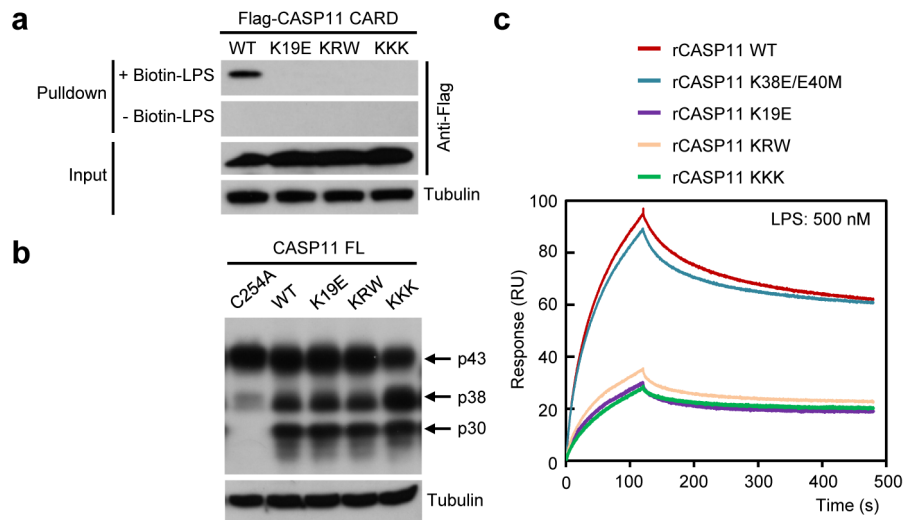 a
Flag-CASP11 CARD
WT K19E KRW KKK
Pulldown
+ Biotin-LPS
- Biotin-LPS
Input
Anti-Flag
Tubulin
b
CASP11 FL
C254A WT K19E KRW KKK
p43
p38
p30
Tubulin
c
rCASP11 WT
rCASP11 K38E/E40M
rCASP11 K19E
rCASP11 KRW
rCASP11 KKK
LPS: 500 nM
Response (RU)
100
80
60
40
20
0
0 100 200 300 400 500
Time (s)